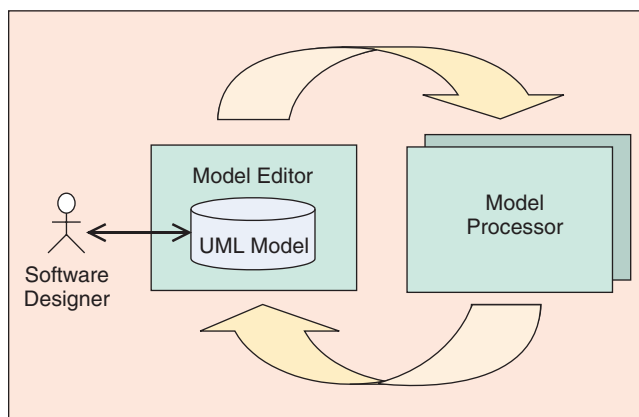 Model Editor
UML Model
Software
Designer
Model
Processor